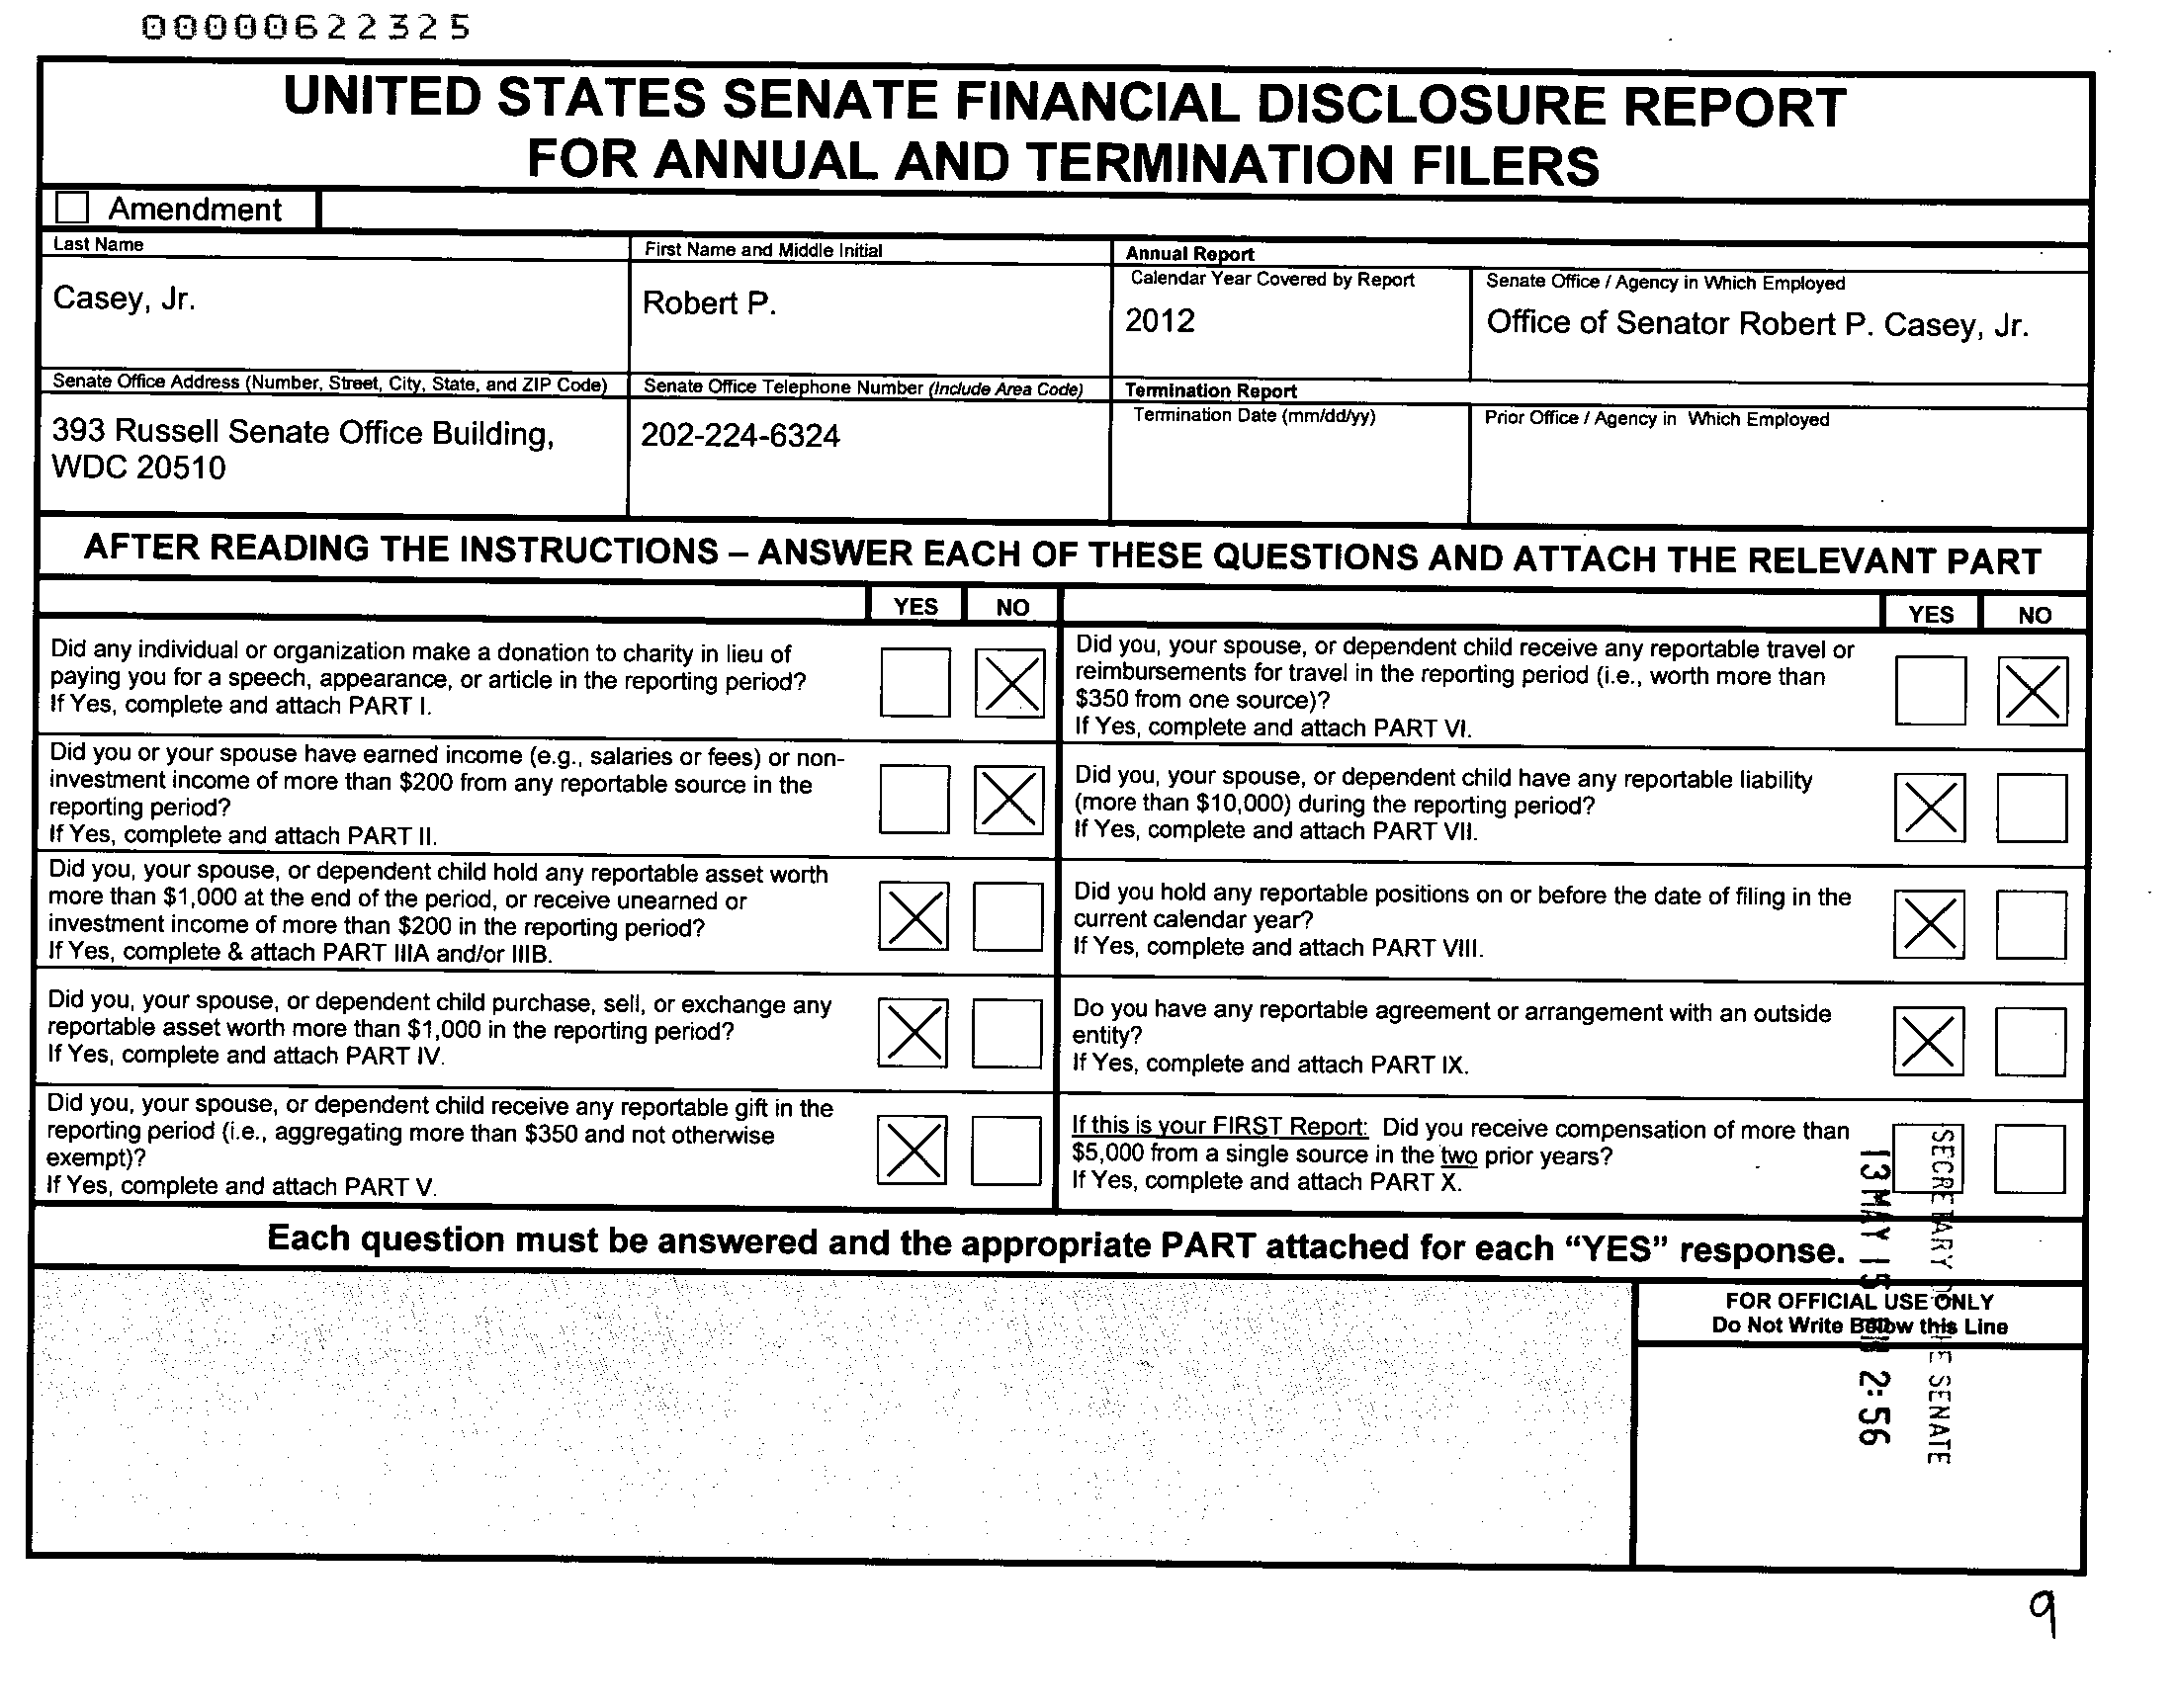 00000622325
UNITED STATES SENATE FINANCIAL DISCLOSURE REPORT
FOR ANNUAL AND TERMINATION FILERS
Amendment
Last Name
First Name and Middle Initial
Annual Report
Calendar Year Covered by Report
Senate Office / Agency in Which Employed
Casey, Jr.
Robert P.
2012
Office of Senator Robert P. Casey, Jr.
Senate Office Address (Number, Street, City, State, and ZIP Code)
Senate Office Telephone Number (Include Area Code)
Termination Report
Termination Date (mm/dd/yy)
Prior Office / Agency in Which Employed
393 Russell Senate Office Building,
WDC 20510
202-224-6324
AFTER READING THE INSTRUCTIONS – ANSWER EACH OF THESE QUESTIONS AND ATTACH THE RELEVANT PART
YES NO
Did any individual or organization make a donation to charity in lieu of
paying you for a speech, appearance, or article in the reporting period?
If Yes, complete and attach PART I.
Did you or your spouse have earned income (e.g., salaries or fees) or non-
investment income of more than $200 from any reportable source in the
reporting period?
If Yes, complete and attach PART II.
Did you, your spouse, or dependent child hold any reportable asset worth
more than $1,000 at the end of the period, or receive unearned or
investment income of more than $200 in the reporting period?
If Yes, complete & attach PART IIIA and/or IIIB.
Did you, your spouse, or dependent child purchase, sell, or exchange any
reportable asset worth more than $1,000 in the reporting period?
If Yes, complete and attach PART IV.
Did you, your spouse, or dependent child receive any reportable gift in the
reporting period (i.e., aggregating more than $350 and not otherwise
exempt)?
If Yes, complete and attach PART V.
YES NO
Did you, your spouse, or dependent child receive any reportable travel or
reimbursements for travel in the reporting period (i.e., worth more than
$350 from one source)?
If Yes, complete and attach PART VI.
Did you, your spouse, or dependent child have any reportable liability
(more than $10,000) during the reporting period?
If Yes, complete and attach PART VII.
Did you hold any reportable positions on or before the date of filing in the
current calendar year?
If Yes, complete and attach PART VIII.
Do you have any reportable agreement or arrangement with an outside
entity?
If Yes, complete and attach PART IX.
If this is your FIRST Report: Did you receive compensation of more than
$5,000 from a single source in the two prior years?
If Yes, complete and attach PART X.
Each question must be answered and the appropriate PART attached for each “YES” response.
FOR OFFICIAL USE ONLY
Do Not Write Below this Line
SECRETARY SENATE
13 MAY 15 2:56
9